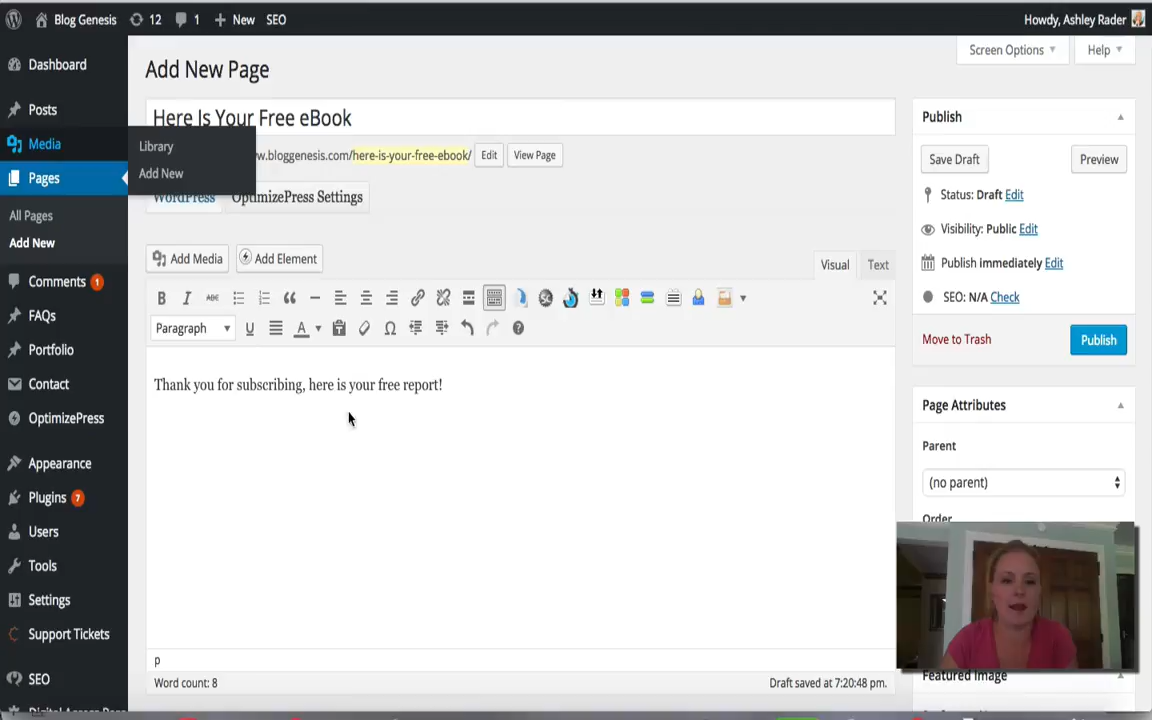 Blog Genesis 12 1 New SEO Howdy, Ashley Rader
Screen Options Help
Dashboard
Posts
Media
Library
Add New
Pages
All Pages
Add New
Comments 1
FAQs
Portfolio
Contact
OptimizePress
Appearance
Plugins 7
Users
Tools
Settings
Support Tickets
SEO
Add New Page
Here Is Your Free eBook
w.bloggenesis.com/here-is-your-free-ebook/ Edit View Page
WordPress OptimizePress Settings
Add Media Add Element Visual Text
B I ABC
Paragraph U A
Thank you for subscribing, here is your free report!
p
Word count: 8 Draft saved at 7:20:48 pm.
Publish
Save Draft Preview
Status: Draft Edit
Visibility: Public Edit
Publish immediately Edit
SEO: N/A Check
Move to Trash Publish
Page Attributes
Parent
(no parent)
Order
Featured Image